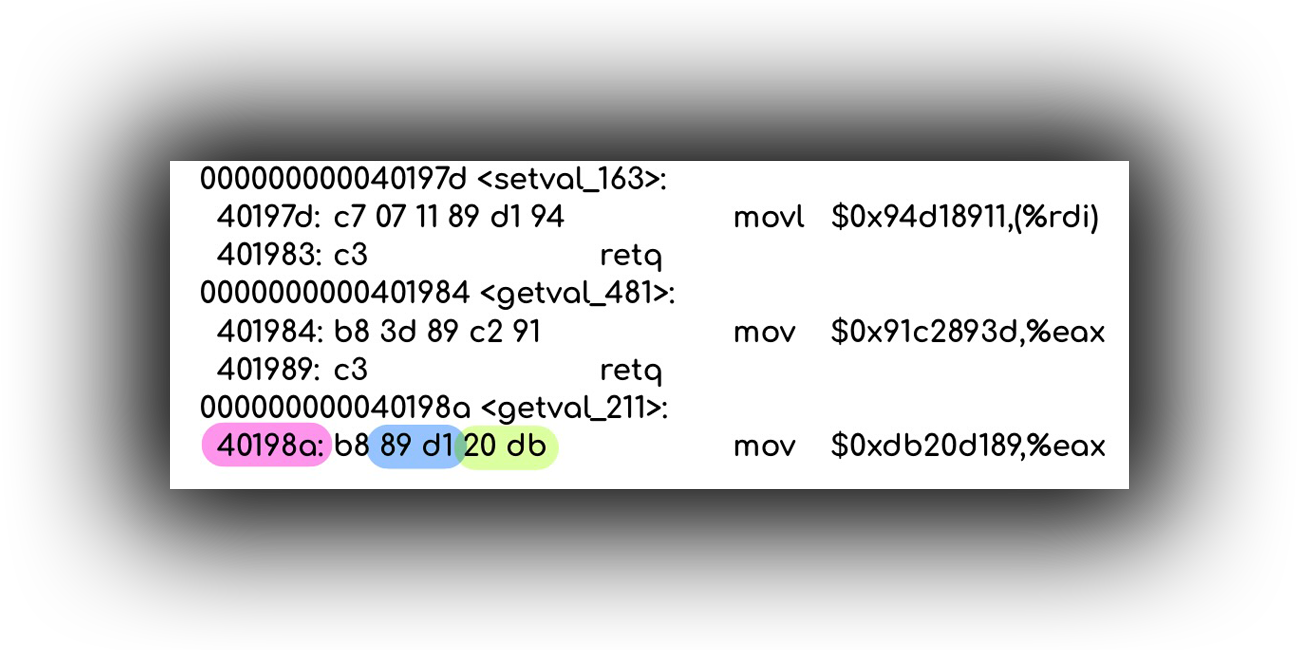 000000000040197d <setval_163>:
40197d: c7 07 11 89 d1 94 movl $0x94d18911,(%rdi)
401983: c3 retq
0000000000401984 <getval_481>:
401984: b8 3d 89 c2 91 mov $0x91c2893d,%eax
401989: c3 retq
000000000040198a <getval_211>:
40198a: b8 89 d1 20 db mov $0xdb20d189,%eax